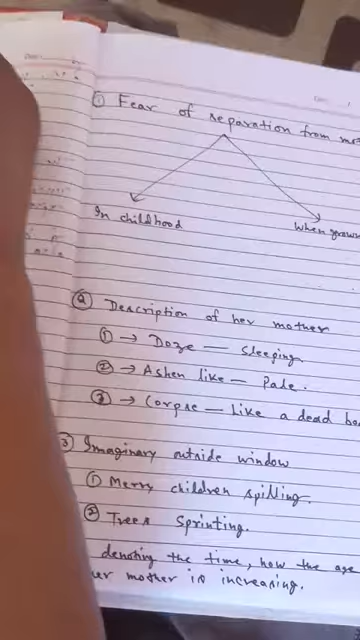 ① Fear of separation from
In childhood
when grown
② Description of her mother
① → Doze — sleeping.
② → Ashen like — Pale.
③ → Corpse — Like a dead
③ Imaginary outside window
① Merry children spilling.
② Trees sprinting.
denoting the time, how the age
mother is increasing.